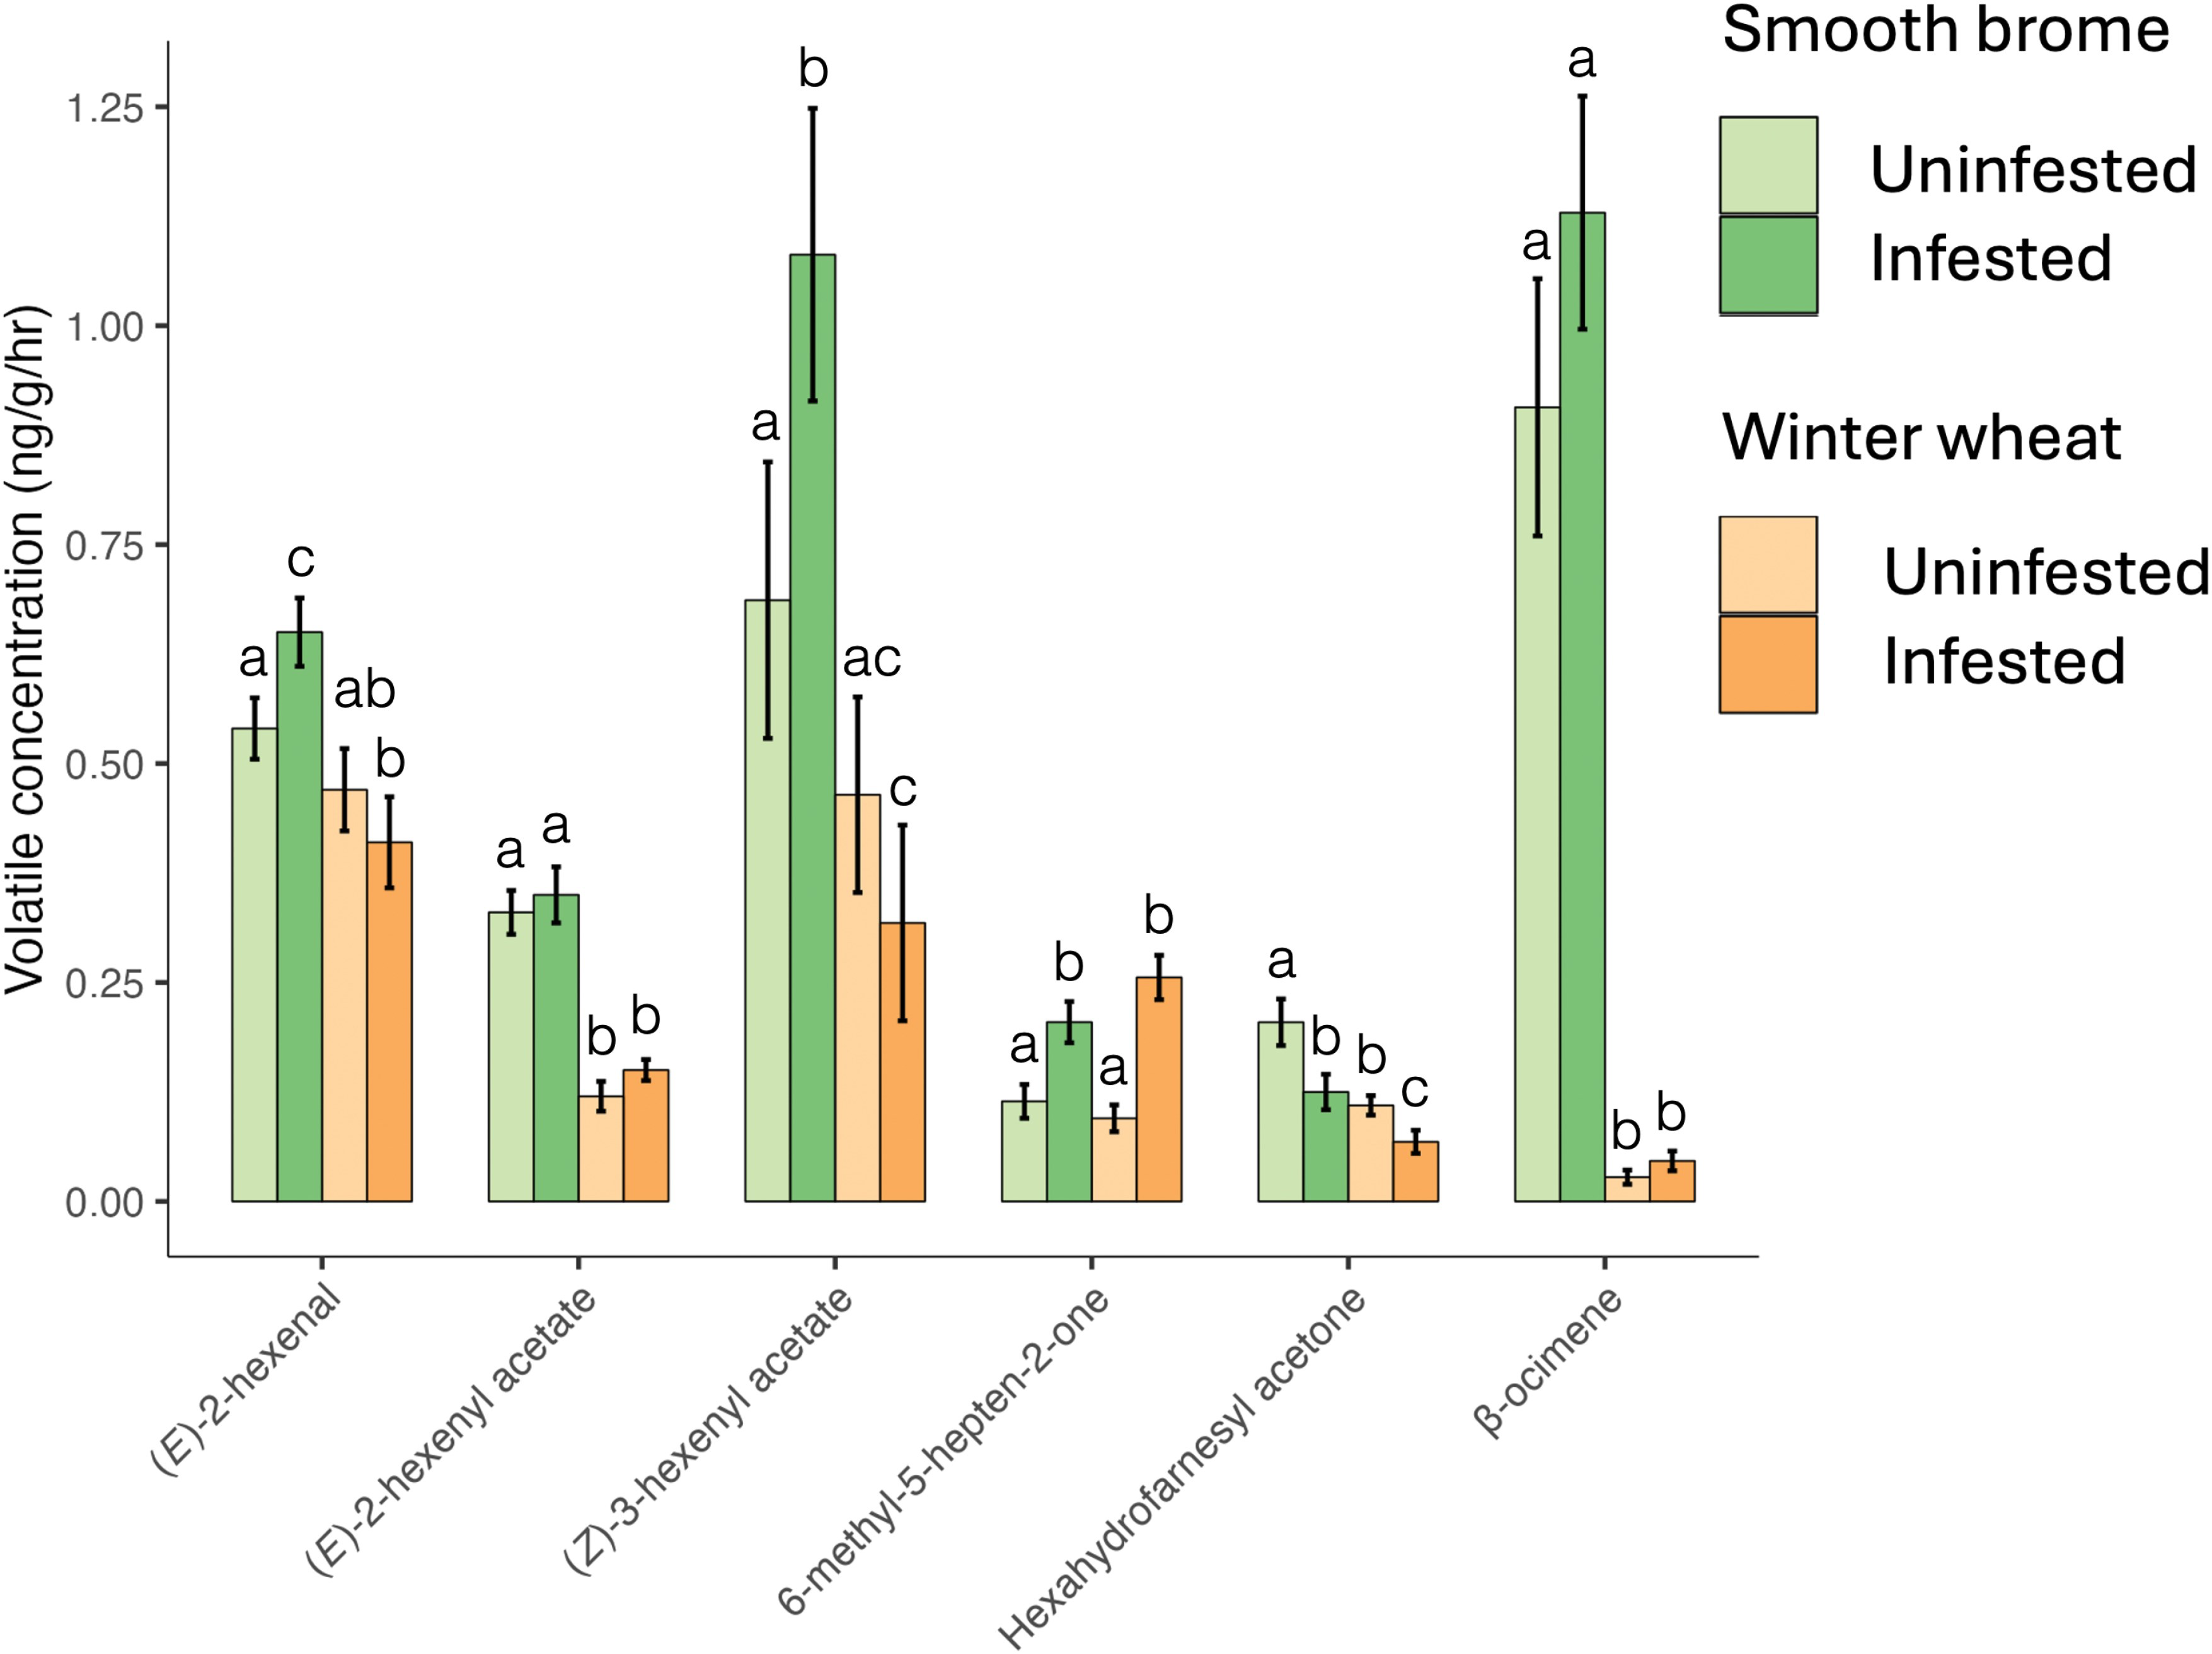 Volatile concentration (ng/g/hr)
1.25
1.00
0.75
0.50
0.25
0.00
a
c
ab
b
a
a
b
b
a
b
ac
c
a
b
a
b
a
b
b
c
a
a
b
b
(E)-2-hexenal
(E)-2-hexenyl acetate
(Z)-3-hexenyl acetate
6-methyl-5-hepten-2-one
Hexahydrofarnesyl acetone
β-ocimene
Smooth brome
Uninfested
Infested
Winter wheat
Uninfested
Infested